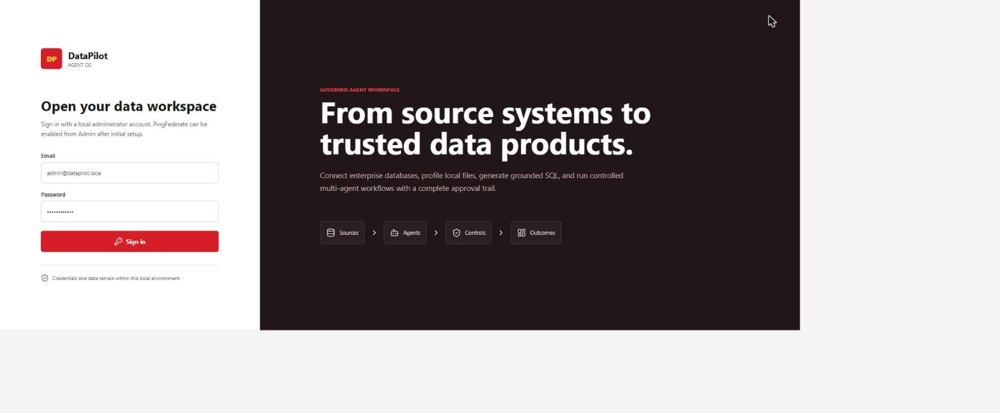 DP
DataPilot
AGENT OS
Open your data workspace
Sign in with a local administrator account. PingFederate can be
enabled from Admin after initial setup.
Email
admin@datapilot.local
Password
••••••••••••
Sign in
Credentials and data remain within this local environment.
GOVERNED AGENT WORKSPACE
From source systems to
trusted data products.
Connect enterprise databases, profile local files, generate grounded SQL, and run controlled
multi-agent workflows with a complete approval trail.
Sources
Agents
Controls
Outcomes